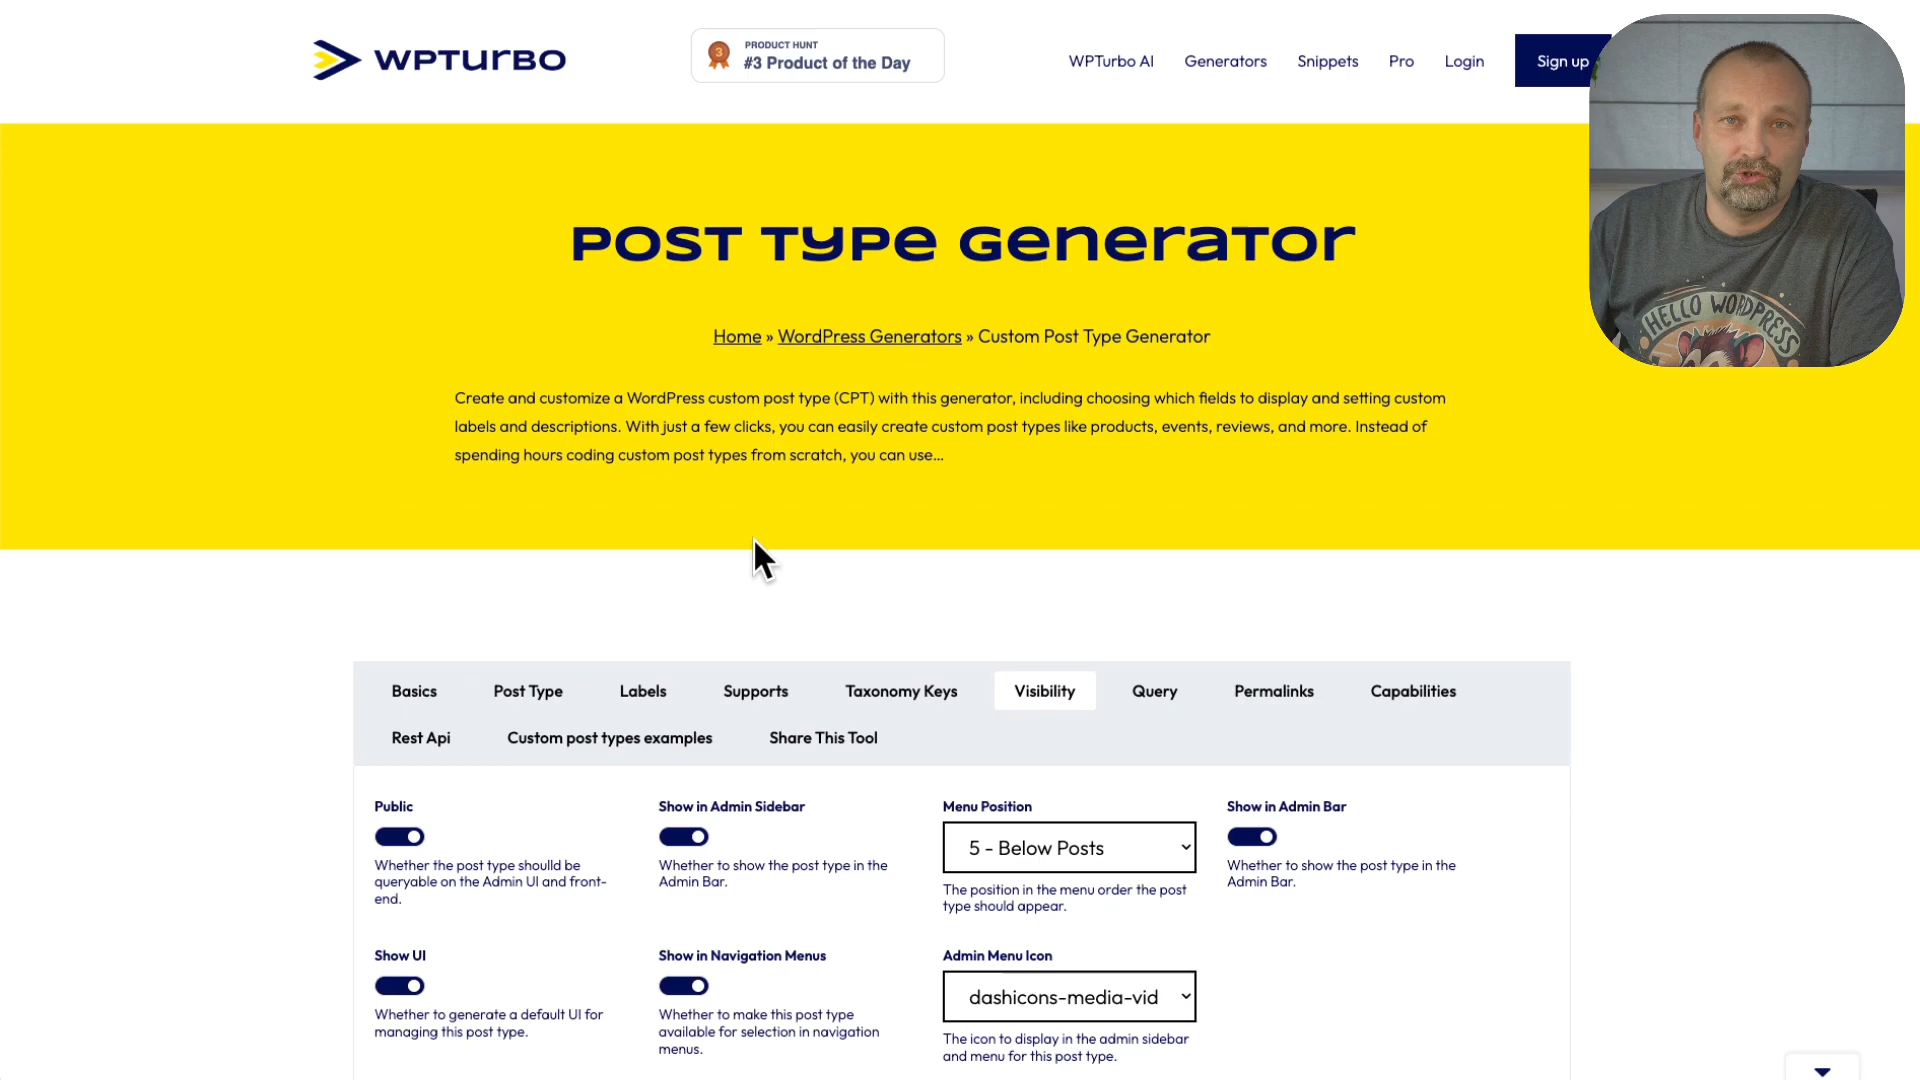 WPTURBO
3
PRODUCT HUNT
#3 Product of the Day
WPTurbo AI
Generators
Snippets
Pro
Login
Sign up
HELLO WORDPRESS
POST TYPE GENERATOR
Home » WordPress Generators » Custom Post Type Generator
Create and customize a WordPress custom post type (CPT) with this generator, including choosing which fields to display and setting custom
labels and descriptions. With just a few clicks, you can easily create custom post types like products, events, reviews, and more. Instead of
spending hours coding custom post types from scratch, you can use...
Basics
Post Type
Labels
Supports
Taxonomy Keys
Visibility
Query
Permalinks
Capabilities
Rest Api
Custom post types examples
Share This Tool
Public
Whether the post type shoulld be
queryable on the Admin UI and front-
end.
Show in Admin Sidebar
Whether to show the post type in the
Admin Bar.
Menu Position
5 - Below Posts
The position in the menu order the post
type should appear.
Show in Admin Bar
Whether to show the post type in the
Admin Bar.
Show UI
Whether to generate a default UI for
managing this post type.
Show in Navigation Menus
Whether to make this post type
available for selection in navigation
menus.
Admin Menu Icon
dashicons-media-vid
The icon to display in the admin sidebar
and menu for this post type.